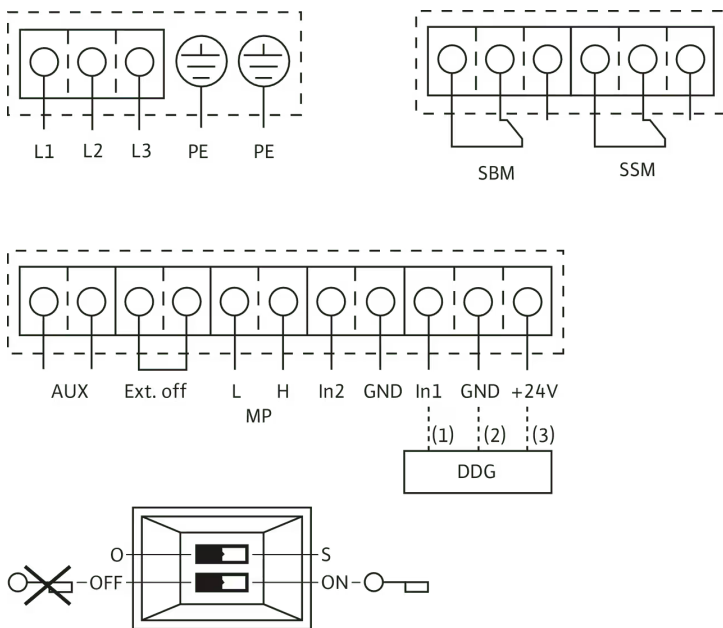 L1 L2 L3 PE PE
SBM SSM
AUX Ext. off L H In2 GND In1 GND +24V
MP
(1) (2) (3)
DDG
O S
OFF ON